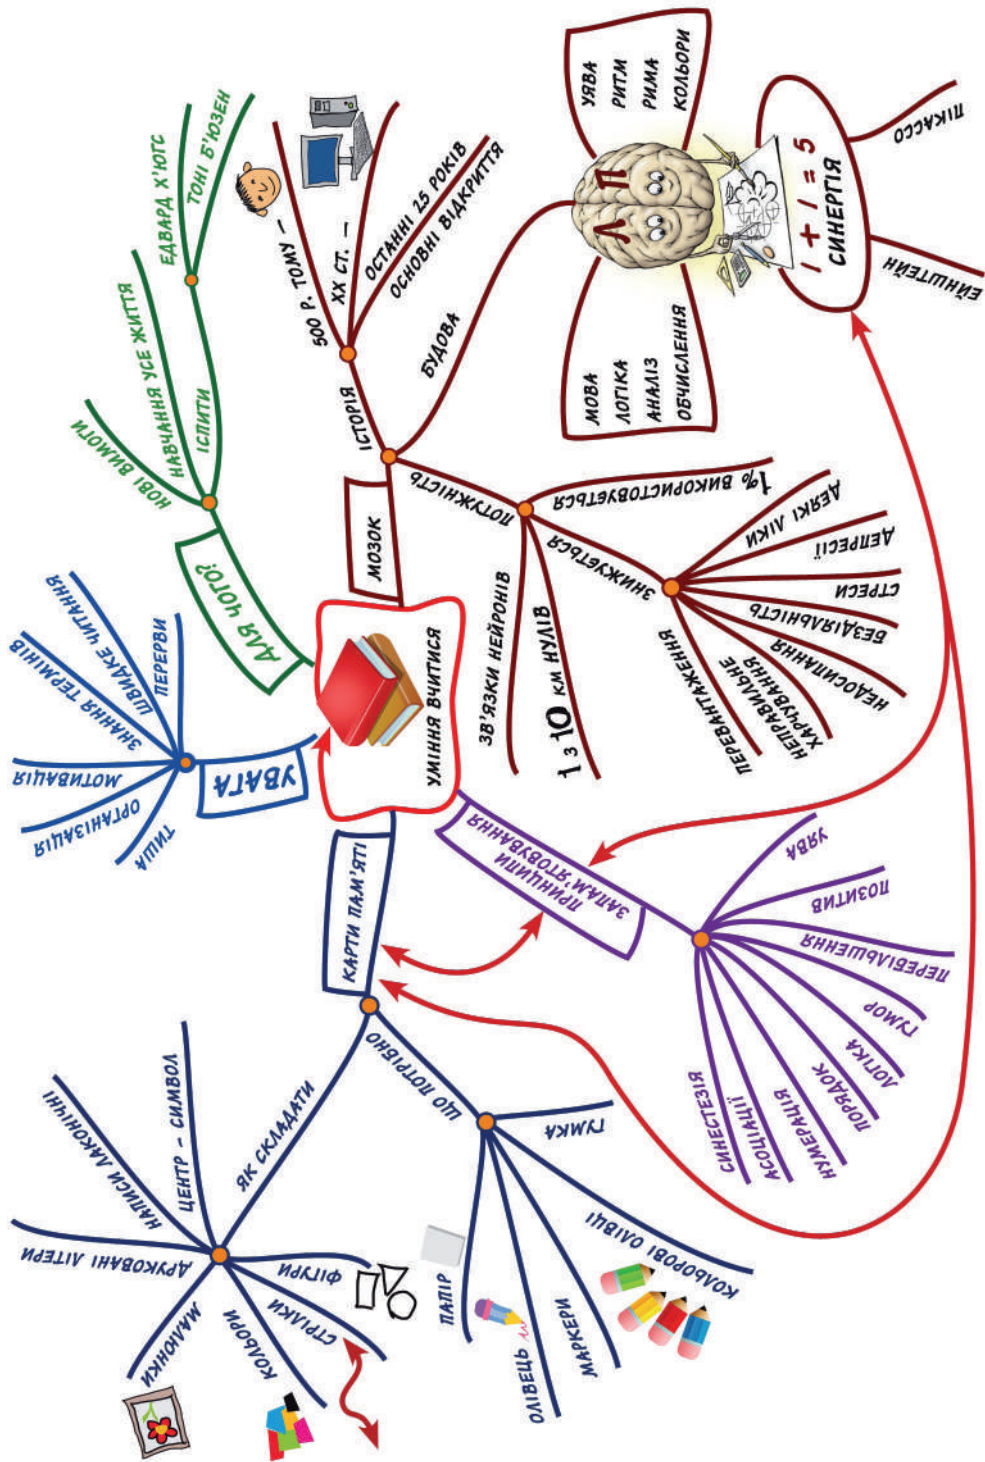 УМІННЯ ВЧИТИСЯ
ДЛЯ ЧОГО?
НОВІ ВИМОГИ
НАВЧАННЯ УСЕ ЖИТТЯ
ІСПИТИ
ЕДВАРД Х'ЮГС
ТОНІ Б'ЮЗЕН
МОЗОК
ІСТОРІЯ
500 Р. ТОМУ –
ХХ СТ. –
ОСТАННІ 25 РОКІВ
ОСНОВНІ ВІДКРИТТЯ
БУДОВА
Л П
МОВА
ЛОГІКА
АНАЛІЗ
ОБЧИСЛЕННЯ
УЯВА
РИТМ
РИМА
КОЛЬОРИ
1 + 1 = 5
СИНЕРГІЯ
ЕЙНШТЕЙН
ПІКАССО
ПОТУЖНІСТЬ
1% ВИКОРИСТОВУЄТЬСЯ
ЗНИЖУЄТЬСЯ
ДЕЯКІ ЛІКИ
ДЕПРЕСІЇ
СТРЕСИ
БЕЗДІЯЛЬНІСТЬ
НЕДОСИПАННЯ
НЕПРАВИЛЬНЕ
ХАРЧУВАННЯ
ПЕРЕВАНТАЖЕННЯ
1 З 10 КМ НУЛІВ
ЗВ'ЯЗКИ НЕЙРОНІВ
ПРИНЦИПИ
ЗАПАМ'ЯТОВУВАННЯ
УЯВА
ПОЗИТИВ
ПЕРЕБІЛЬШЕННЯ
ГУМОР
ЛОГІКА
ПОРЯДОК
НУМЕРАЦІЯ
АСОЦІАЦІЇ
СИНЕСТЕЗІЯ
КАРТИ ПАМ'ЯТІ
ЩО ПОТРІБНО
ГУМКА
КОЛЬОРОВІ ОЛІВЦІ
МАРКЕРИ
ОЛІВЕЦЬ
ПАПІР
ЯК СКЛАДАТИ
ФІГУРИ
СТРІЛКИ
КОЛЬОРИ
МАЛЮНКИ
ДРУКОВАНІ ЛІТЕРИ
НАПИСИ ЛАКОНІЧНІ
ЦЕНТР – СИМВОЛ
УВАГА
ТИША
ОРГАНІЗАЦІЯ
МОТИВАЦІЯ
ЗНАННЯ ТЕРМІНІВ
ШВИДКЕ ЧИТАННЯ
ПЕРЕРВИ